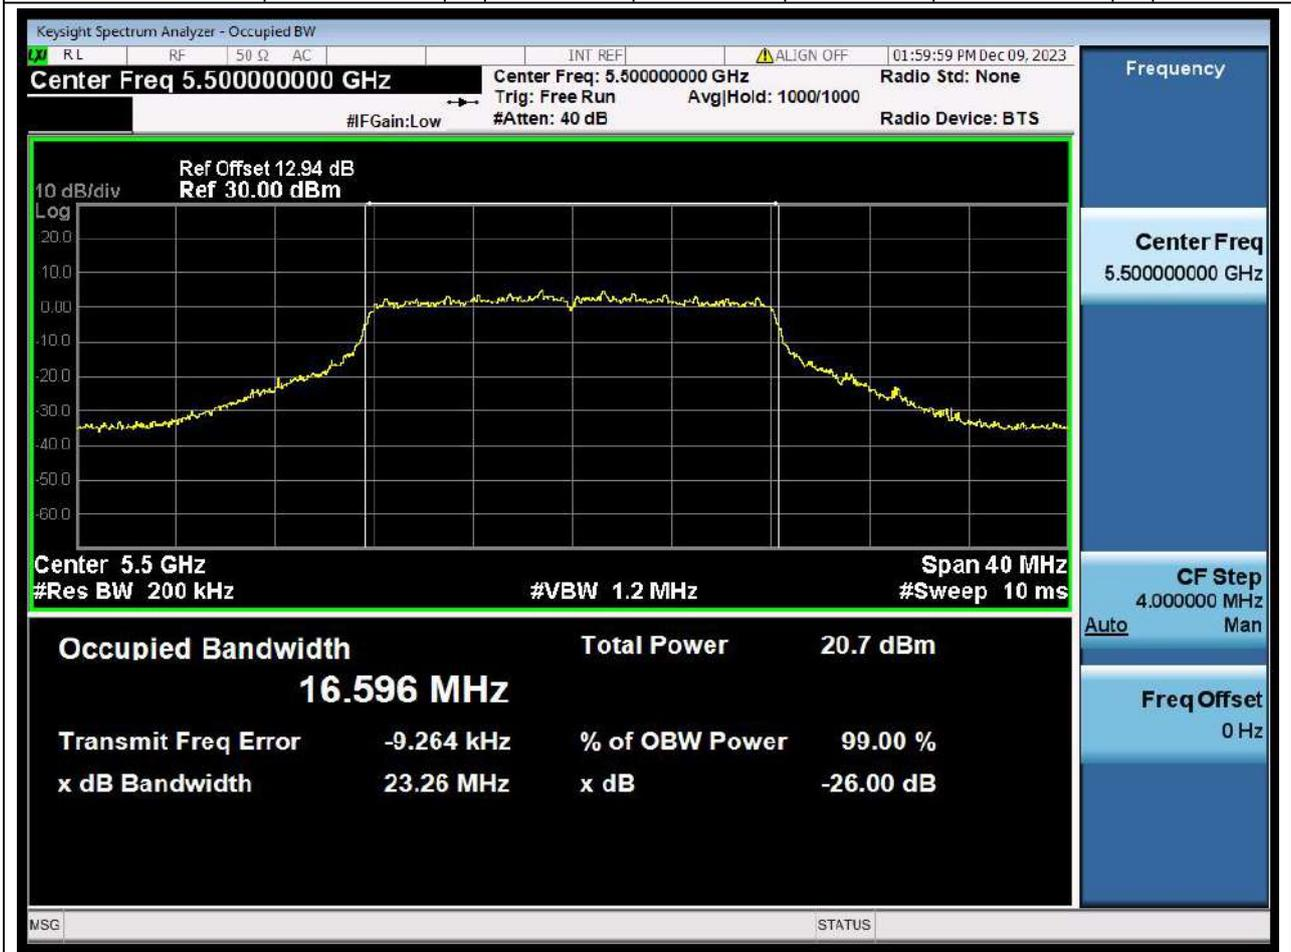 Keysight Spectrum Analyzer - Occupied BW
LXI RL RF 50 Ω AC INT REF ALIGN OFF 01:59:59 PM Dec 09, 2023
Center Freq 5.500000000 GHz
Center Freq: 5.500000000 GHz
Radio Std: None
Trig: Free Run Avg|Hold: 1000/1000
#IFGain:Low #Atten: 40 dB
Radio Device: BTS
Frequency
Ref Offset 12.94 dB
10 dB/div Ref 30.00 dBm
Log
20.0
10.0
0.00
-10.0
-20.0
-30.0
-40.0
-50.0
-60.0
Center Freq
5.500000000 GHz
Center 5.5 GHz Span 40 MHz
#Res BW 200 kHz #VBW 1.2 MHz #Sweep 10 ms
CF Step
4.000000 MHz
Auto Man
Occupied Bandwidth Total Power 20.7 dBm
16.596 MHz
Freq Offset
0 Hz
Transmit Freq Error -9.264 kHz % of OBW Power 99.00 %
x dB Bandwidth 23.26 MHz x dB -26.00 dB
MSG STATUS